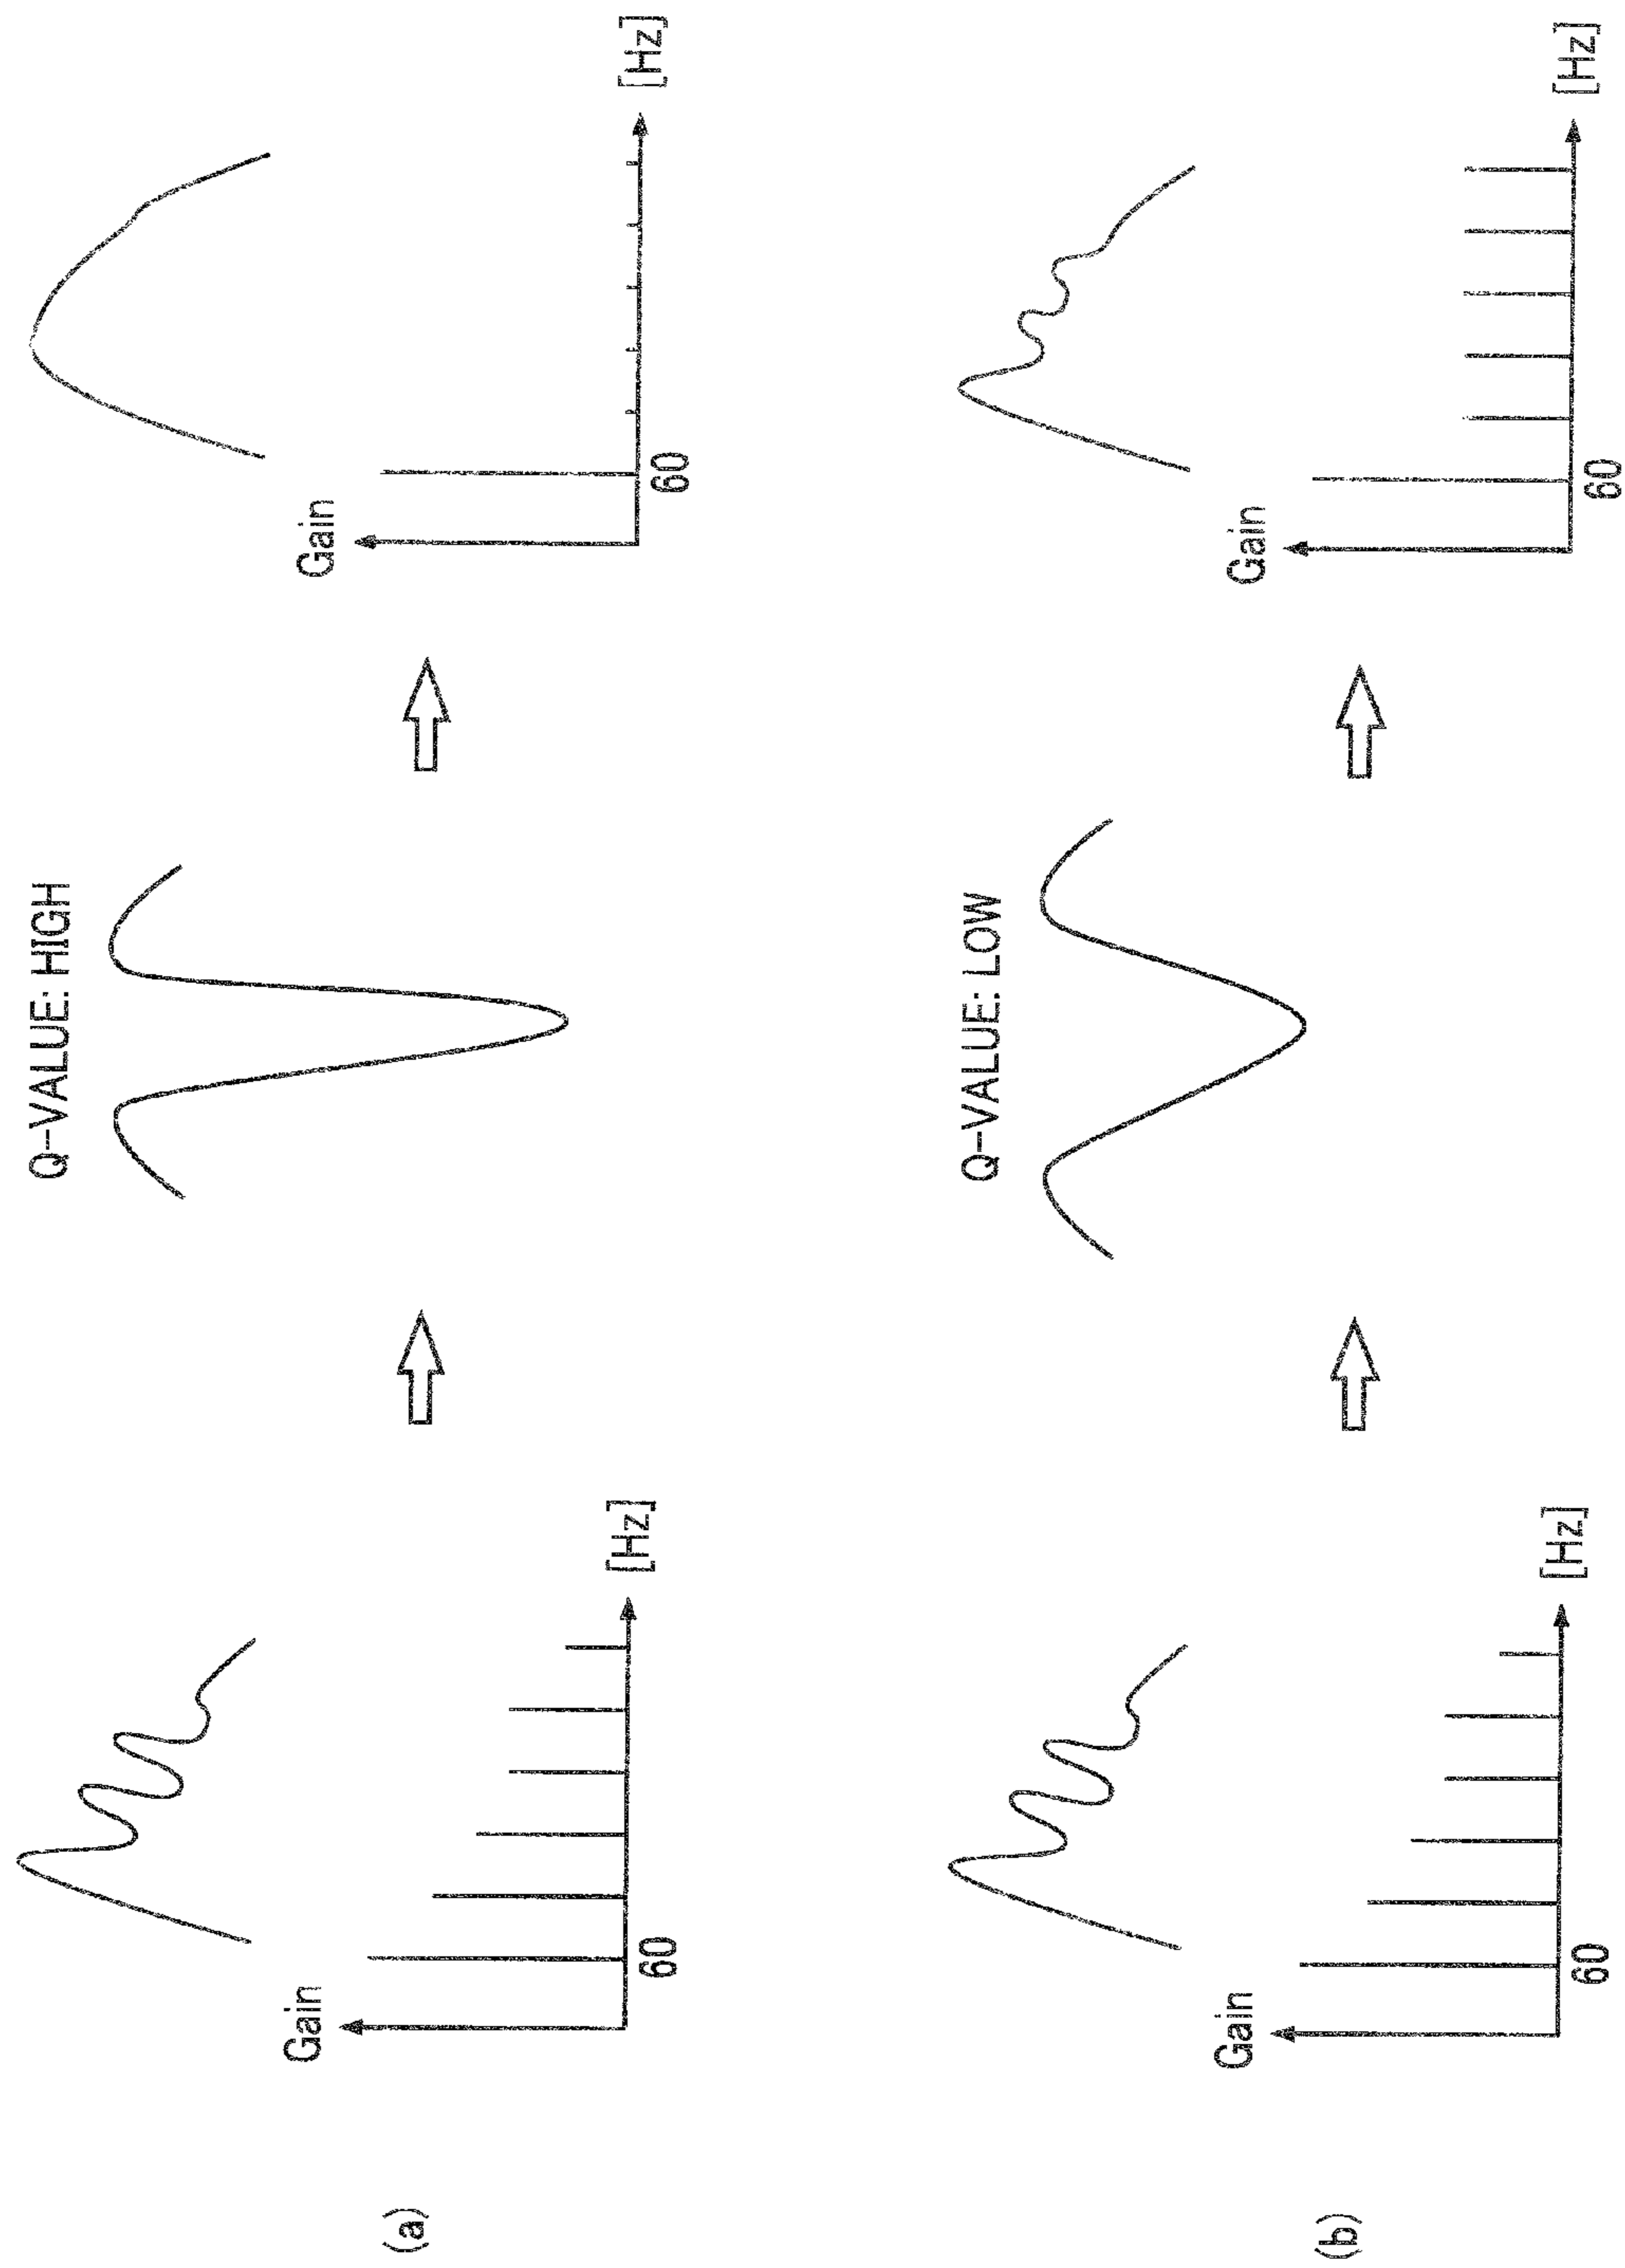 (a)
Gain
60
[Hz]
Q-VALUE: HIGH
Gain
60
[Hz]
(b)
Gain
60
[Hz]
Q-VALUE: LOW
Gain
60
[Hz]